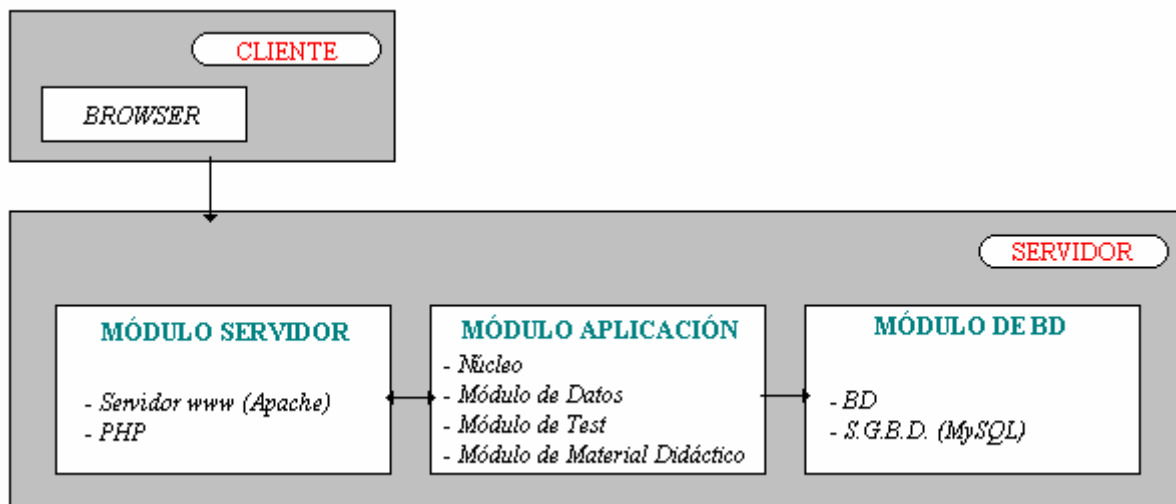 CLIENTE
BROWSER
SERVIDOR
MÓDULO SERVIDOR
- Servidor www (Apache)
- PHP
MÓDULO APLICACIÓN
- Núcleo
- Módulo de Datos
- Módulo de Test
- Módulo de Material Didáctico
MÓDULO DE BD
- BD
- S.G.B.D. (MySQL)